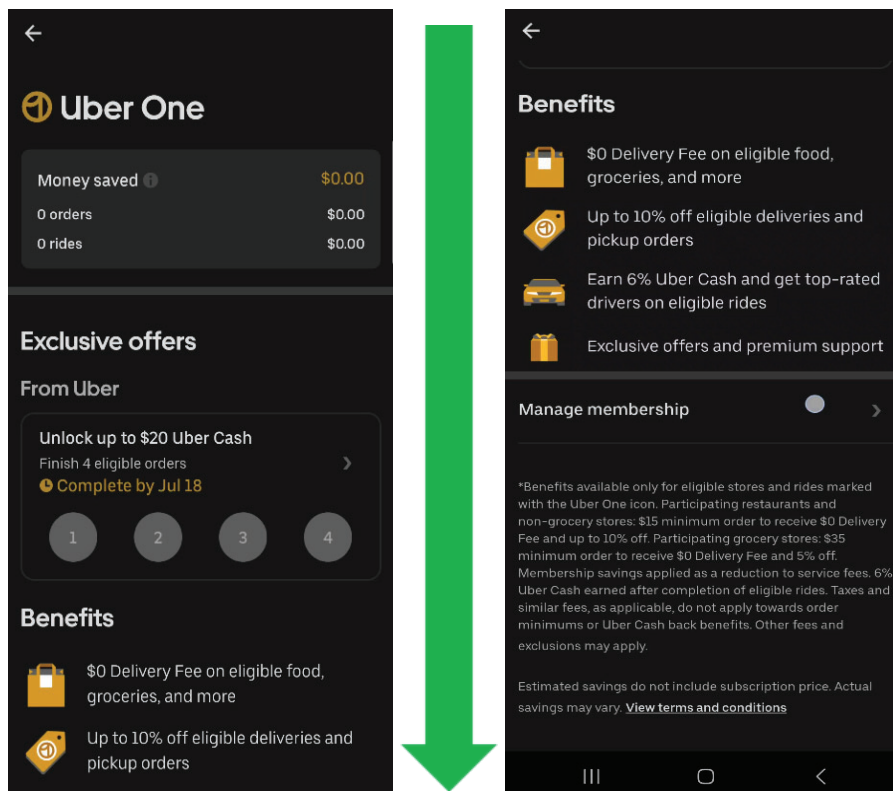 Uber One
Money saved
$0.00
0 orders
$0.00
0 rides
$0.00
Exclusive offers
From Uber
Unlock up to $20 Uber Cash
Finish 4 eligible orders
Complete by Jul 18
1
2
3
4
Benefits
$0 Delivery Fee on eligible food,
groceries, and more
Up to 10% off eligible deliveries and
pickup orders
Benefits
$0 Delivery Fee on eligible food,
groceries, and more
Up to 10% off eligible deliveries and
pickup orders
Earn 6% Uber Cash and get top-rated
drivers on eligible rides
Exclusive offers and premium support
Manage membership
*Benefits available only for eligible stores and rides marked
with the Uber One icon. Participating restaurants and
non-grocery stores: $15 minimum order to receive $0 Delivery
Fee and up to 10% off. Participating grocery stores: $35
minimum order to receive $0 Delivery Fee and 5% off.
Membership savings applied as a reduction to service fees. 6%
Uber Cash earned after completion of eligible rides. Taxes and
similar fees, as applicable, do not apply towards order
minimums or Uber Cash back benefits. Other fees and
exclusions may apply.
Estimated savings do not include subscription price. Actual
savings may vary. View terms and conditions